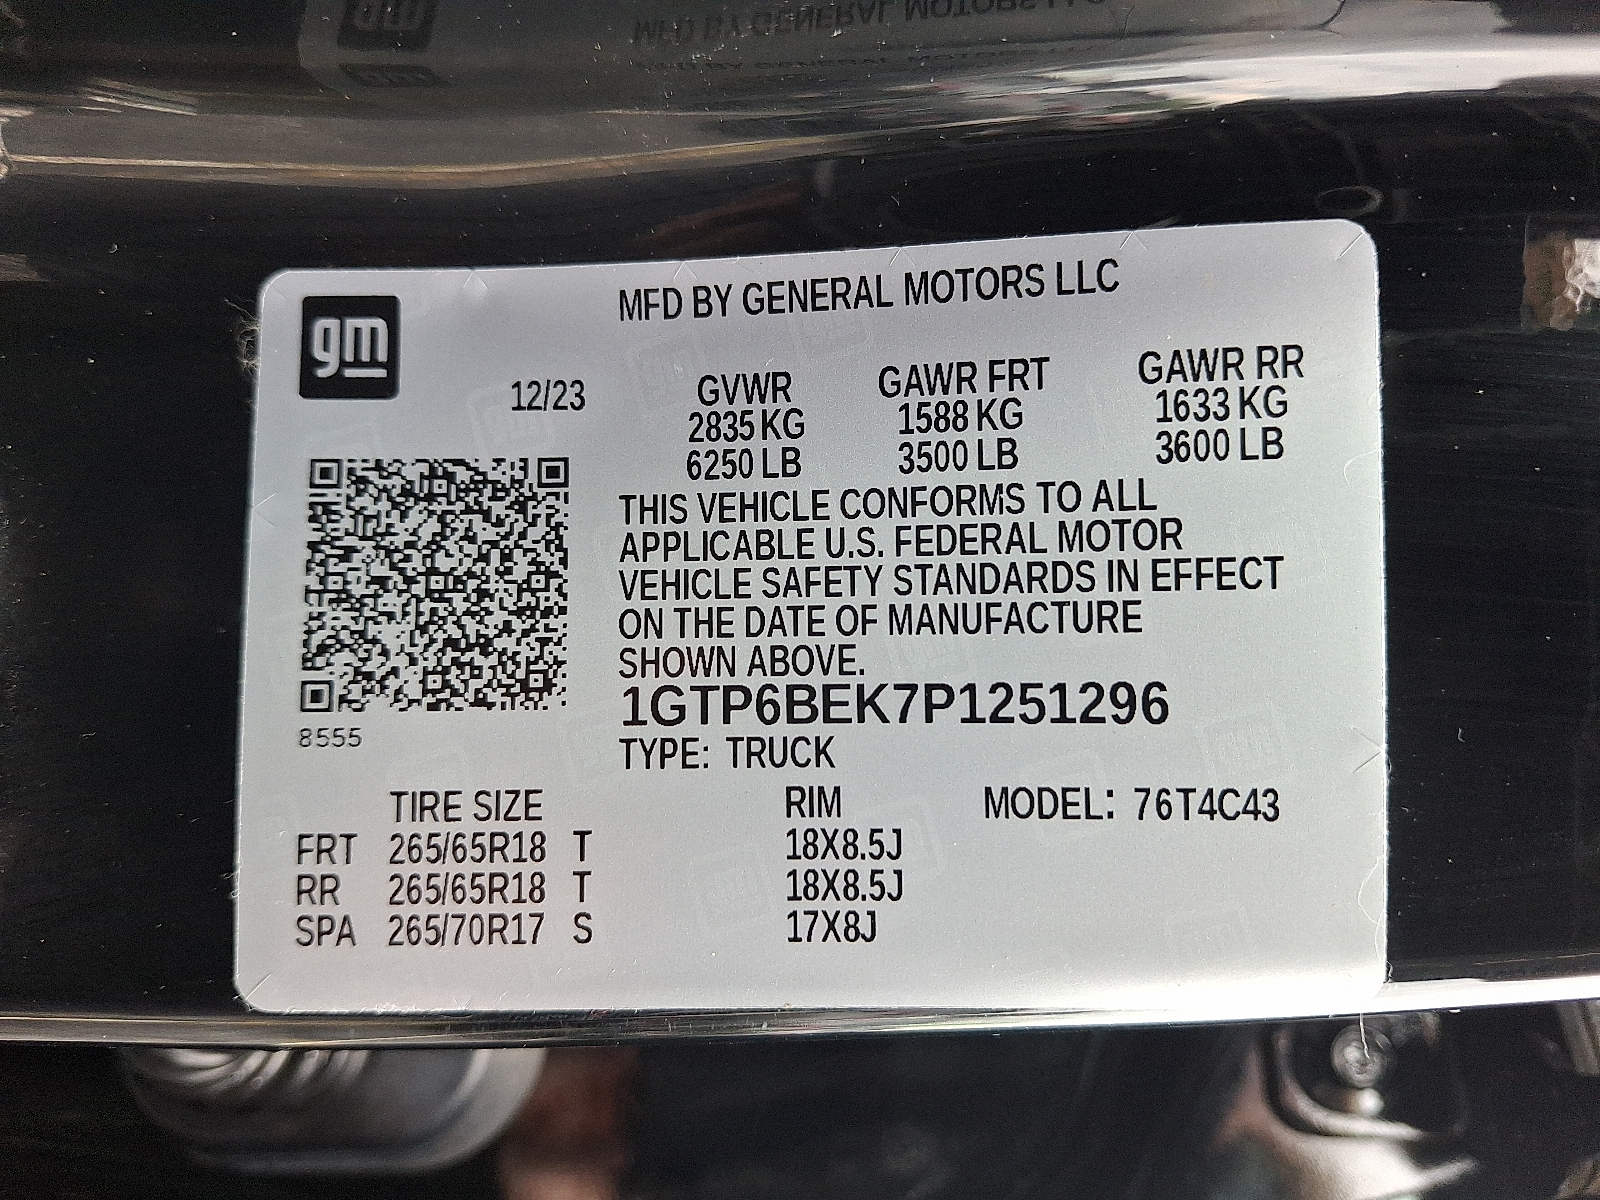 gm
MFD BY GENERAL MOTORS LLC
12/23
GVWR GAWR FRT GAWR RR
2835 KG 1588 KG 1633 KG
6250 LB 3500 LB 3600 LB
THIS VEHICLE CONFORMS TO ALL
APPLICABLE U.S. FEDERAL MOTOR
VEHICLE SAFETY STANDARDS IN EFFECT
ON THE DATE OF MANUFACTURE
SHOWN ABOVE.
1GTP6BEK7P1251296
8555
TYPE: TRUCK
TIRE SIZE RIM MODEL: 76T4C43
FRT 265/65R18 T 18X8.5J
RR 265/65R18 T 18X8.5J
SPA 265/70R17 S 17X8J